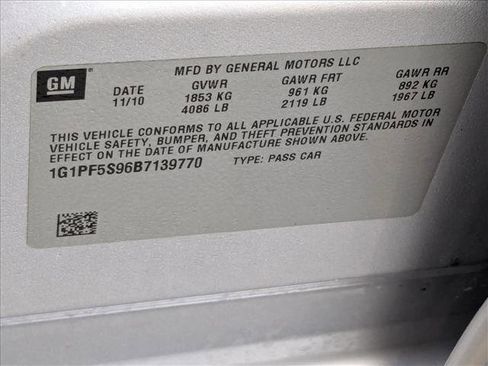 GM
MFD BY GENERAL MOTORS LLC
DATE GVWR GAWR FRT GAWR RR
11/10 1853 KG 961 KG 892 KG
4086 LB 2119 LB 1967 LB
THIS VEHICLE CONFORMS TO ALL APPLICABLE U.S. FEDERAL MOTOR
VEHICLE SAFETY, BUMPER, AND THEFT PREVENTION STANDARDS IN
EFFECT ON THE DATE OF MANUFACTURE SHOWN ABOVE.
1G1PF5S96B7139770 TYPE: PASS CAR